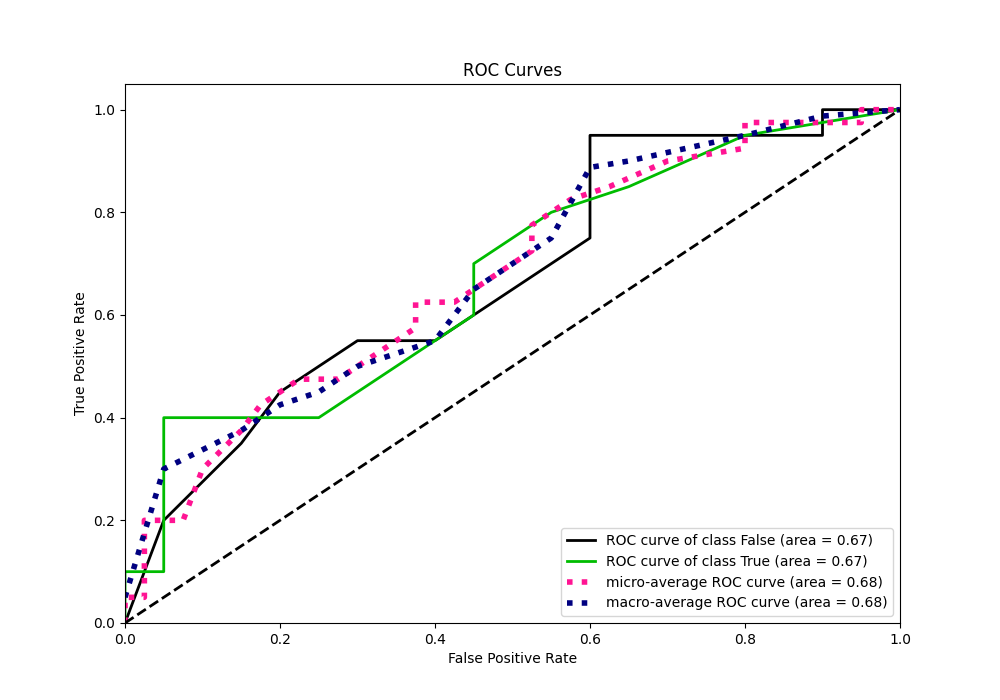 ROC Curves
True Positive Rate
1.0
0.8
0.6
0.4
0.2
0.0
0.0 0.2 0.4 0.6 0.8 1.0
False Positive Rate
ROC curve of class False (area = 0.67)
ROC curve of class True (area = 0.67)
micro-average ROC curve (area = 0.68)
macro-average ROC curve (area = 0.68)